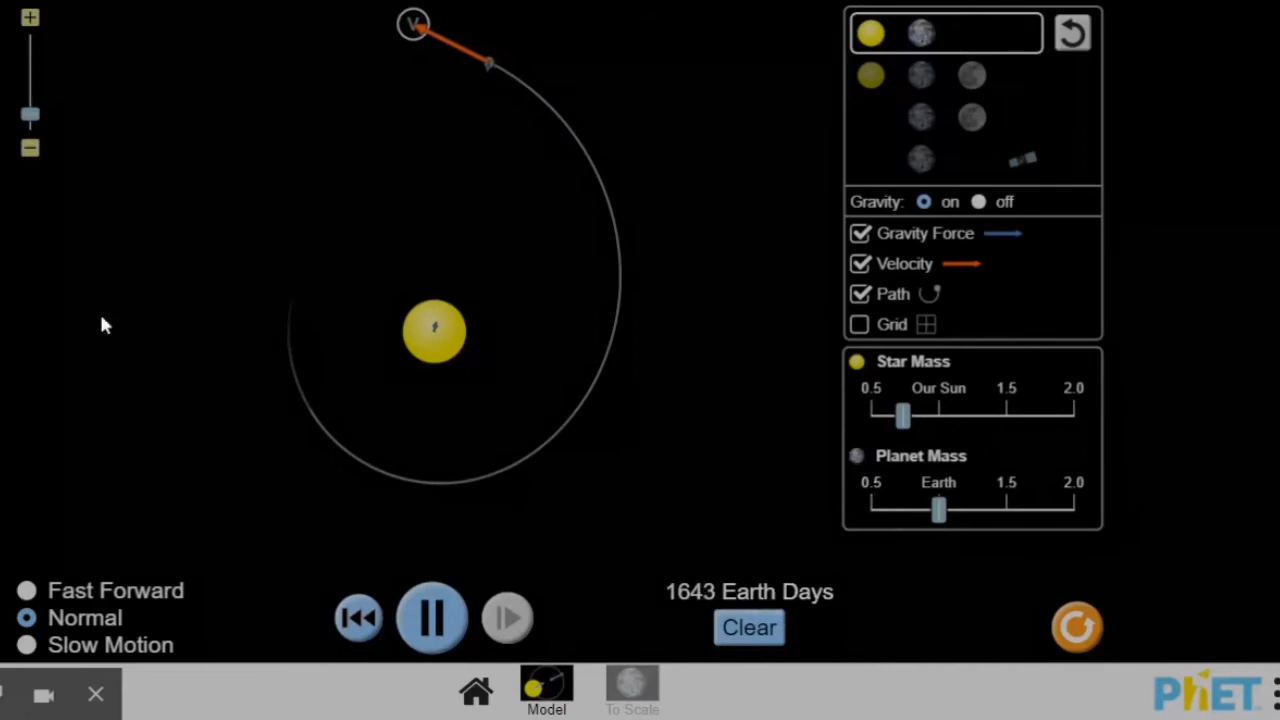 V
Gravity: on off
Gravity Force
Velocity
Path
Grid
Star Mass
0.5 Our Sun 1.5 2.0
Planet Mass
0.5 Earth 1.5 2.0
Fast Forward
Normal
Slow Motion
1643 Earth Days
Clear
Model
To Scale
PhET